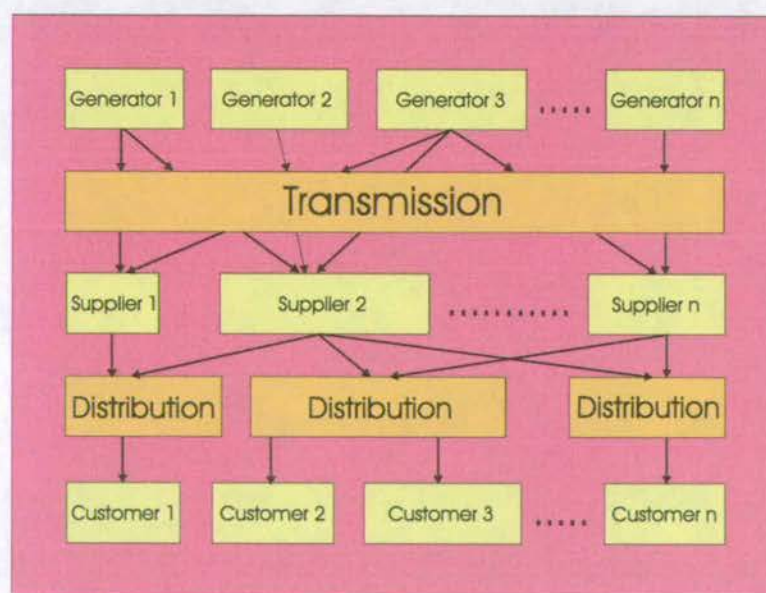 Generator 1 Generator 2 Generator 3 ..... Generator n
Transmission
Supplier 1 Supplier 2 ........... Supplier n
Distribution Distribution Distribution
Customer 1 Customer 2 Customer 3 ..... Customer n